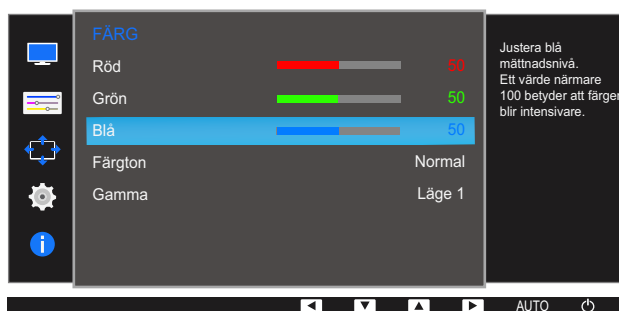 FÄRG
Röd 50
Grön 50
Blå 50
Färgton Normal
Gamma Läge 1
Justera blå
mättnadsnivå.
Ett värde närmare
100 betyder att färger
blir intensivare.
AUTO